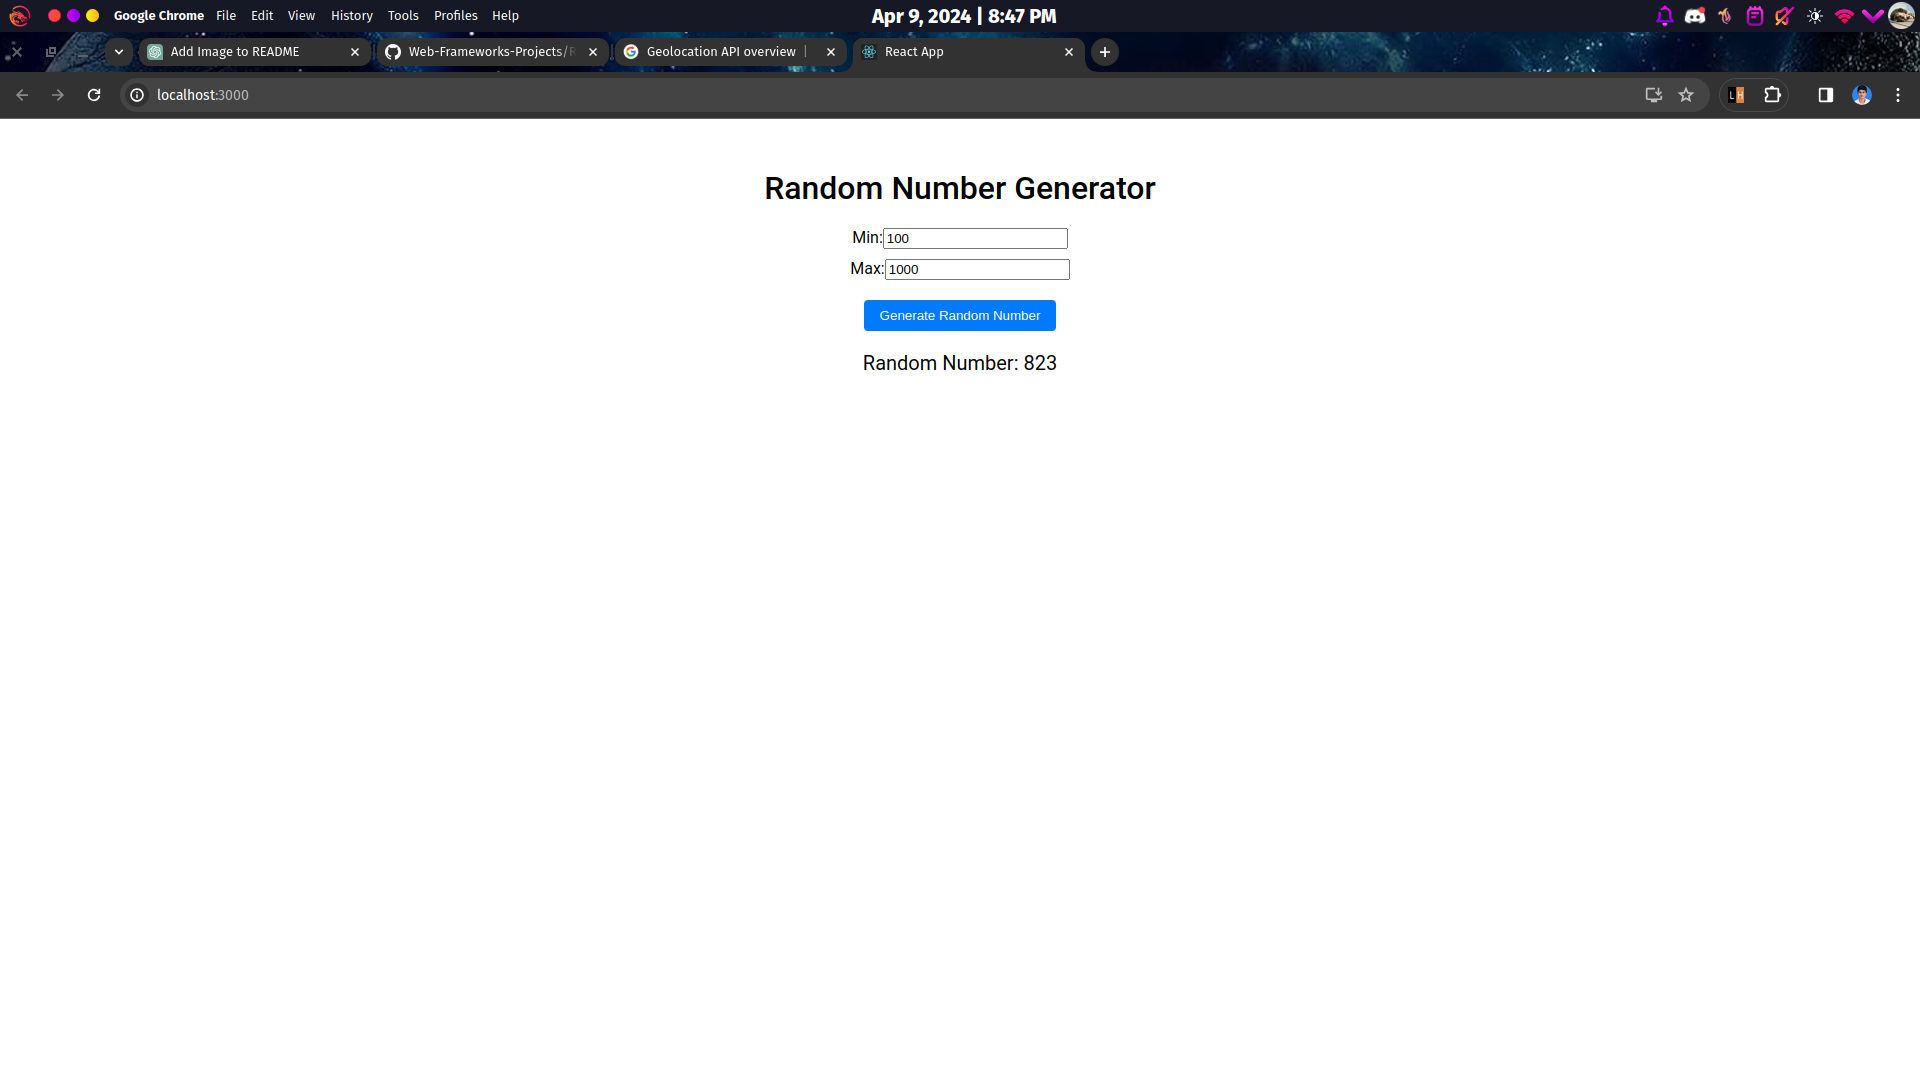 Google Chrome File Edit View History Tools Profiles Help Apr 9, 2024 | 8:47 PM
Add Image to README Web-Frameworks-Projects/R Geolocation API overview | React App
localhost:3000 L H
Random Number Generator
Min: 100
Max: 1000
Generate Random Number
Random Number: 823